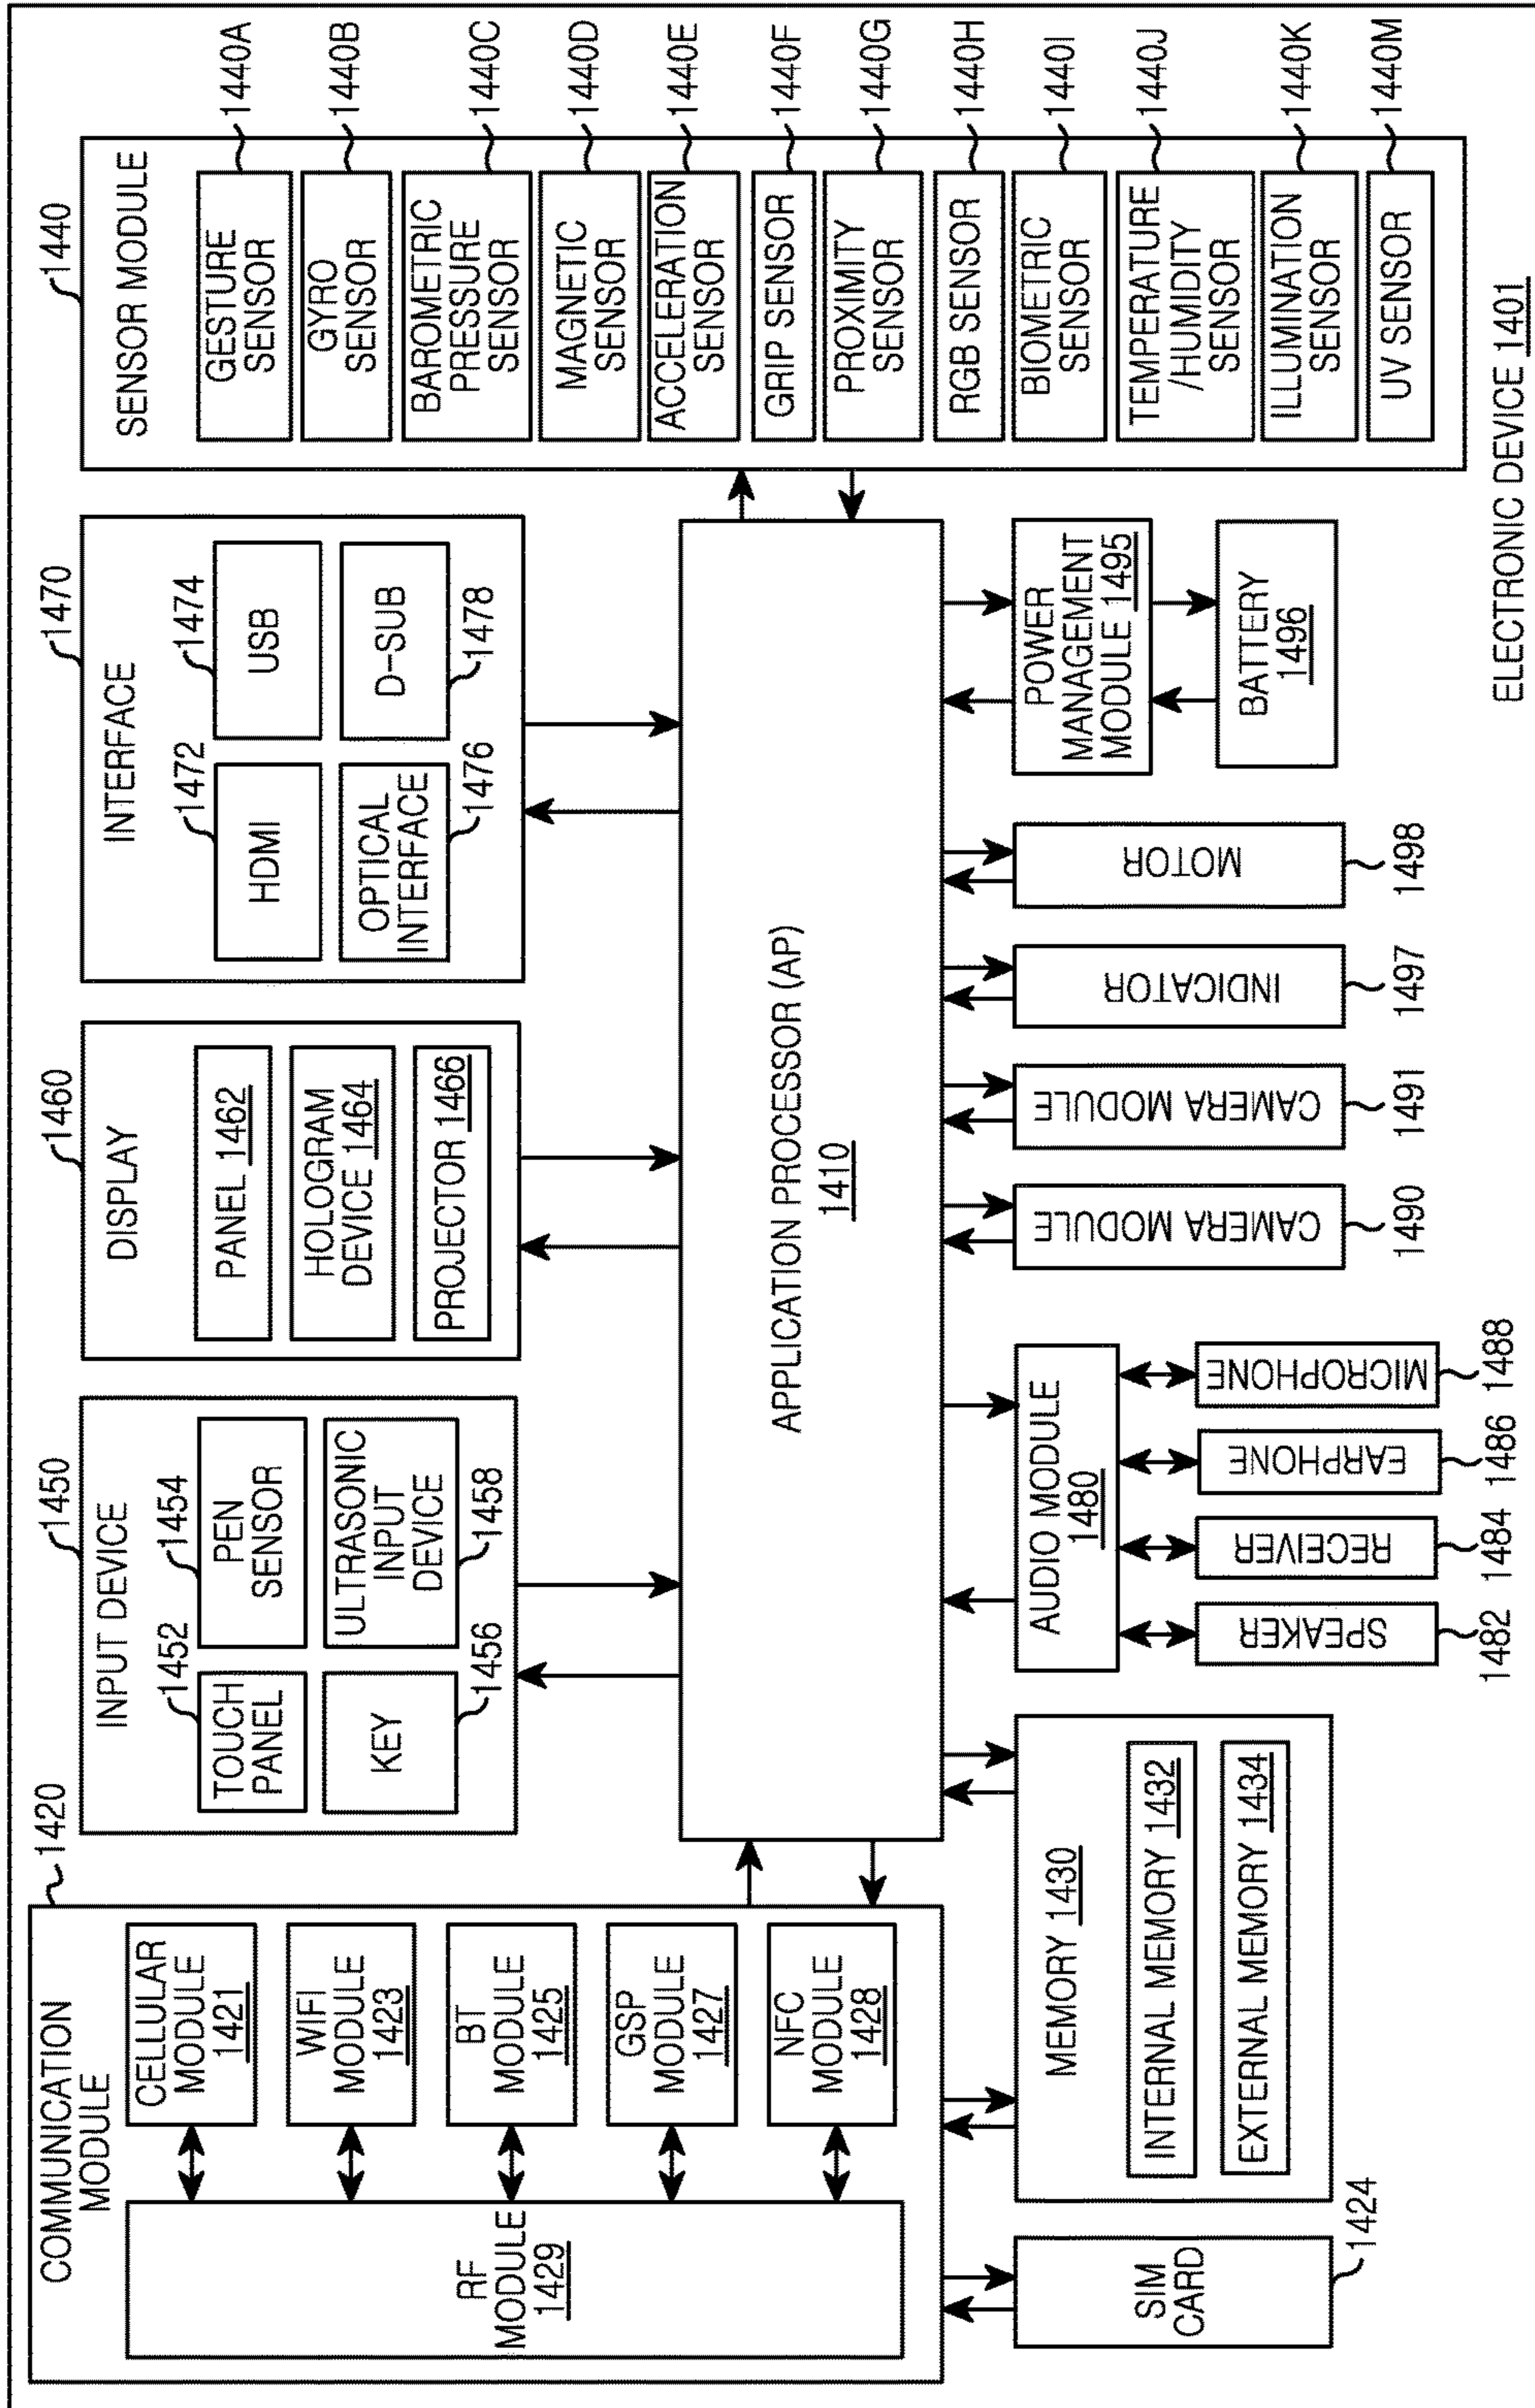 COMMUNICATION
MODULE
1420
RF
MODULE
1429
CELLULAR
MODULE
1421
WIFI
MODULE
1423
BT
MODULE
1425
GSP
MODULE
1427
NFC
MODULE
1428
INPUT DEVICE
1450
TOUCH
PANEL
1452
PEN
SENSOR
1454
KEY
1456
ULTRASONIC
INPUT
DEVICE
1458
DISPLAY
1460
PANEL 1462
HOLOGRAM
DEVICE 1464
PROJECTOR 1466
INTERFACE
1470
HDMI
1472
USB
1474
OPTICAL
INTERFACE
1476
D-SUB
1478
SENSOR MODULE
1440
GESTURE
SENSOR
1440A
GYRO
SENSOR
1440B
BAROMETRIC
PRESSURE
SENSOR
1440C
MAGNETIC
SENSOR
1440D
ACCELERATION
SENSOR
1440E
GRIP SENSOR
1440F
PROXIMITY
SENSOR
1440G
RGB SENSOR
1440H
BIOMETRIC
SENSOR
1440I
TEMPERATURE
/HUMIDITY
SENSOR
1440J
ILLUMINATION
SENSOR
1440K
UV SENSOR
1440M
APPLICATION PROCESSOR (AP)
1410
SIM
CARD
1424
MEMORY 1430
INTERNAL MEMORY 1432
EXTERNAL MEMORY 1434
AUDIO MODULE
1480
SPEAKER
1482
RECEIVER
1484
EARPHONE
1486
MICROPHONE
1488
CAMERA MODULE
1490
CAMERA MODULE
1491
INDICATOR
1497
MOTOR
1498
POWER
MANAGEMENT
MODULE 1495
BATTERY
1496
ELECTRONIC DEVICE 1401